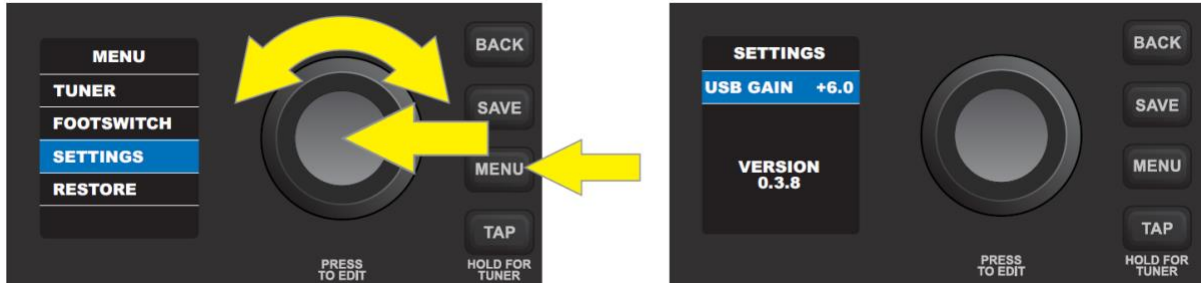 MENU
TUNER
FOOTSWITCH
SETTINGS
RESTORE
BACK
SAVE
MENU
TAP
PRESS
TO EDIT
HOLD FOR
TUNER
SETTINGS
USB GAIN +6.0
VERSION
0.3.8
BACK
SAVE
MENU
TAP
PRESS
TO EDIT
HOLD FOR
TUNER